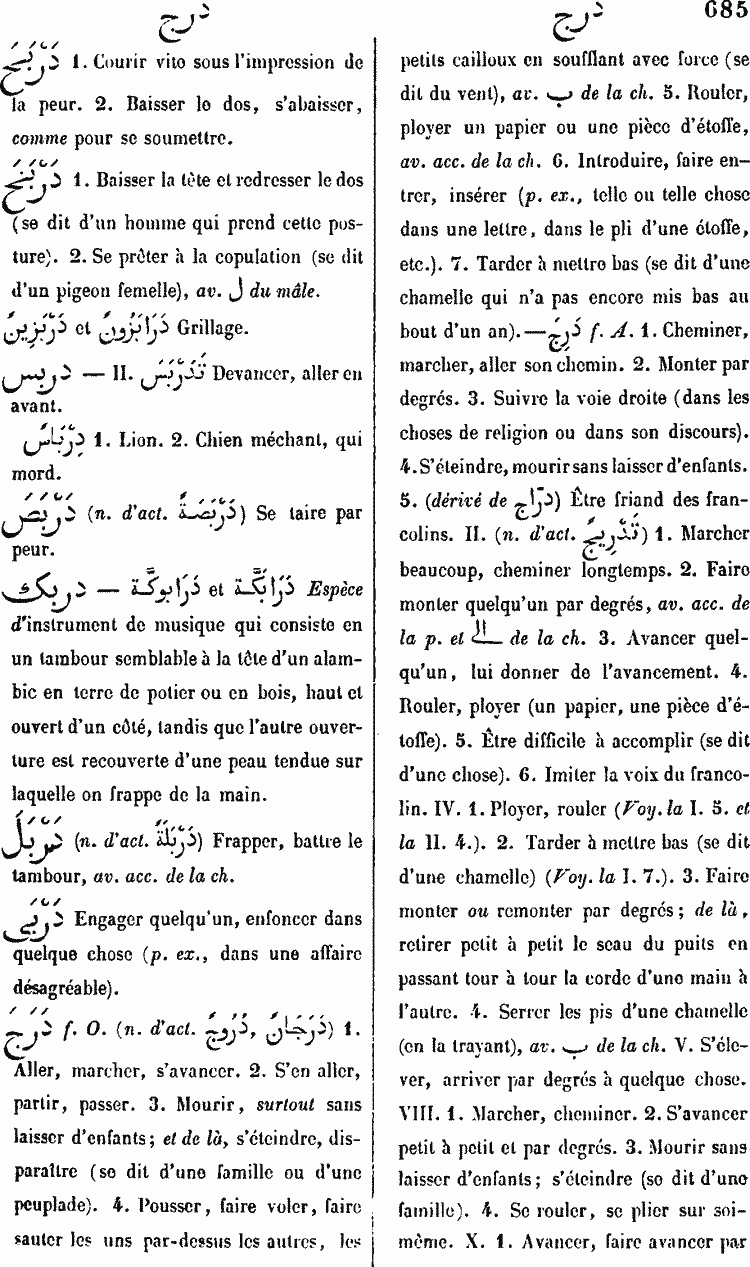 درج
درج 685
دَرْبَحَ 1. Courir vite sous l'impression de
la peur. 2. Baisser le dos, s'abaisser,
comme pour se soumettre.
دَرْبَخَ 1. Baisser la tête et redresser le dos
(se dit d'un homme qui prend cette pos-
ture). 2. Se prêter à la copulation (se dit
d'un pigeon femelle), av. ل du mâle.
دَرْبَزِينٌ et دَرَابَزُونٌ Grillage.
دربس — II. تَدَرْبَسَ Devancer, aller en
avant.
دِرْبَاسٌ 1. Lion. 2. Chien méchant, qui
mord.
دَرْبَصَ (n. d'act. دَرْبَصَةٌ) Se taire par
peur.
دربك — دَرَابُوكَّة et دَرَابُكَّة Espèce
d'instrument de musique qui consiste en
un tambour semblable à la tête d'un alam-
bic en terre de potier ou en bois, haut et
ouvert d'un côté, tandis que l'autre ouver-
ture est recouverte d'une peau tendue sur
laquelle on frappe de la main.
دَرْبَلَ (n. d'act. دَرْبَلَةٌ) Frapper, battre le
tambour, av. acc. de la ch.
دَرْبَى Engager quelqu'un, enfoncer dans
quelque chose (p. ex., dans une affaire
désagréable).
دَرَجَ f. O. (n. d'act. دُرُوجٌ, دَرَجَانٌ) 1.
Aller, marcher, s'avancer. 2. S'en aller,
partir, passer. 3. Mourir, surtout sans
laisser d'enfants; et de là, s'éteindre, dis-
paraître (se dit d'une famille ou d'une
peuplade). 4. Pousser, faire voler, faire
sauter les uns par-dessus les autres, les
petits cailloux en soufflant avec force (se
dit du vent), av. ب de la ch. 5. Rouler,
ployer un papier ou une pièce d'étoffe,
av. acc. de la ch. 6. Introduire, faire en-
trer, insérer (p. ex., telle ou telle chose
dans une lettre, dans le pli d'une étoffe,
etc.). 7. Tarder à mettre bas (se dit d'une
chamelle qui n'a pas encore mis bas au
bout d'un an). — دَرِجَ f. A. 1. Cheminer,
marcher, aller son chemin. 2. Monter par
degrés. 3. Suivre la voie droite (dans les
choses de religion ou dans son discours).
4. S'éteindre, mourir sans laisser d'enfants.
5. (dérivé de درّاج) Être friand des fran-
colins. II. (n. d'act. تَدْرِيجٌ) 1. Marcher
beaucoup, cheminer longtemps. 2. Faire
monter quelqu'un par degrés, av. acc. de
la p. et الى de la ch. 3. Avancer quel-
qu'un, lui donner de l'avancement. 4.
Rouler, ployer (un papier, une pièce d'é-
toffe). 5. Être difficile à accomplir (se dit
d'une chose). 6. Imiter la voix du franco-
lin. IV. 1. Ployer, rouler (Voy. la I. 5. et
la II. 4.). 2. Tarder à mettre bas (se dit
d'une chamelle) (Voy. la I. 7.). 3. Faire
monter ou remonter par degrés; de là,
retirer petit à petit le seau du puits en
passant tour à tour la corde d'une main à
l'autre. 4. Serrer les pis d'une chamelle
(en la trayant), av. ب de la ch. V. S'éle-
ver, arriver par degrés à quelque chose.
VIII. 1. Marcher, cheminer. 2. S'avancer
petit à petit et par degrés. 3. Mourir sans
laisser d'enfants; s'éteindre (se dit d'une
famille). 4. Se rouler, se plier sur soi-
même. X. 1. Avancer, faire avancer par